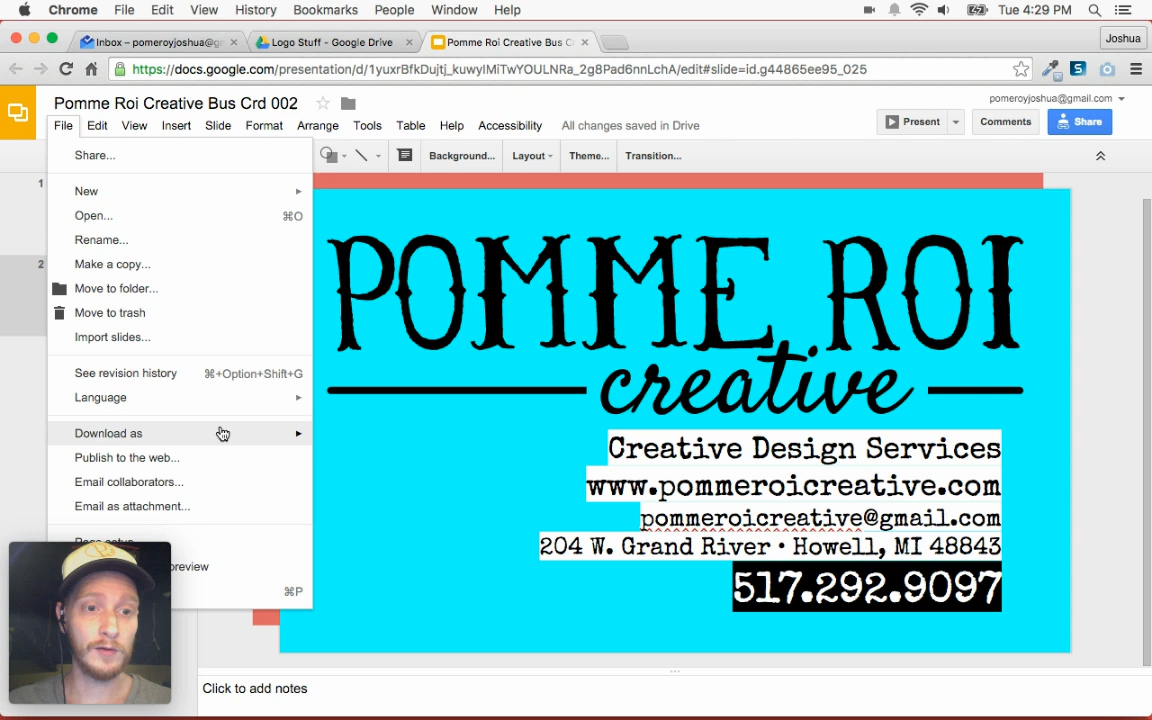 Chrome File Edit View History Bookmarks People Window Help Tue 4:29 PM
Inbox – pomeroyjoshua@g Logo Stuff - Google Drive Pomme Roi Creative Bus C Joshua
https://docs.google.com/presentation/d/1yuxrBfkDujtj_kuwyIMiTwYOULNRa_2g8Pad6nnLchA/edit#slide=id.g44865ee95_025
Pomme Roi Creative Bus Crd 002 pomeroyjoshua@gmail.com
File Edit View Insert Slide Format Arrange Tools Table Help Accessibility All changes saved in Drive Present Comments Share
Share... Background... Layout Theme... Transition...
1
New
Open... ⌘O
Rename...
2
Make a copy...
Move to folder...
Move to trash
Import slides...
See revision history ⌘+Option+Shift+G
Language
Download as
Publish to the web...
Email collaborators...
Email as attachment...
preview
⌘P
POMME ROI
creative
Creative Design Services
www.pommeroicreative.com
pommeroicreative@gmail.com
204 W. Grand River • Howell, MI 48843
517.292.9097
Click to add notes